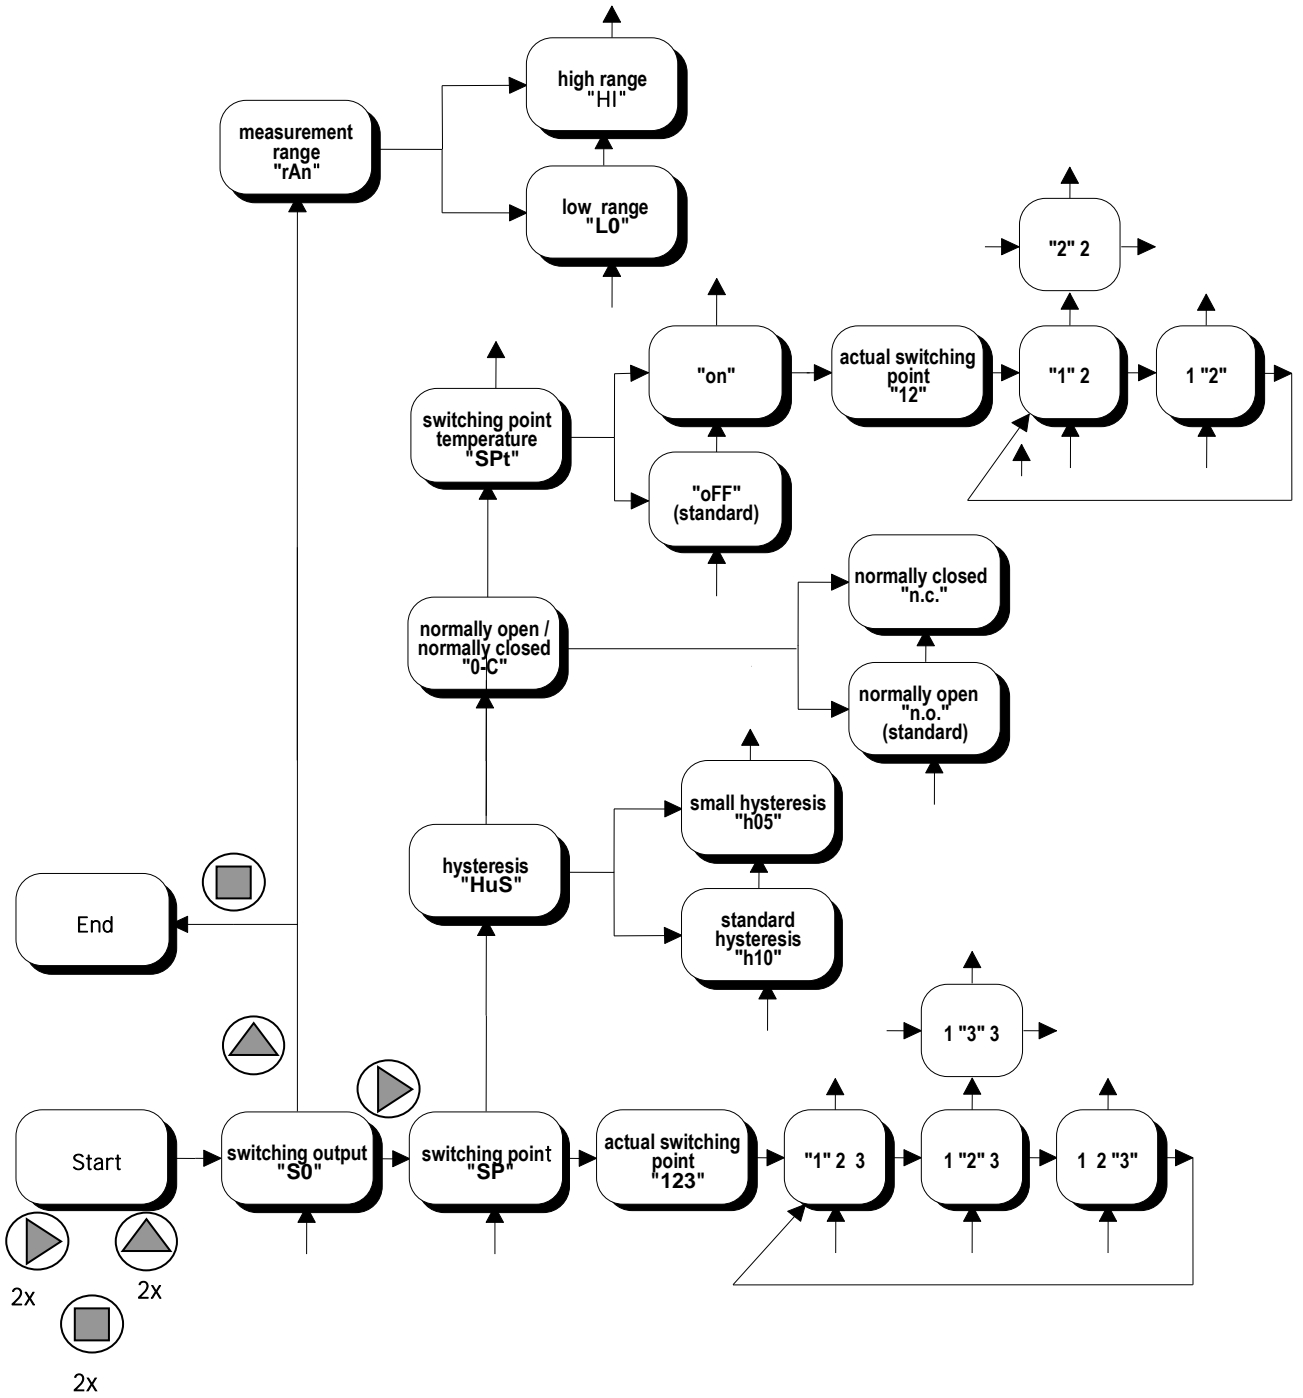 high range
"HI"
measurement
range
"rAn"
low range
"L0"
"2" 2
"on"
actual switching
point
"12"
"1" 2
1 "2"
switching point
temperature
"SPt"
"oFF"
(standard)
normally closed
"n.c."
normally open /
normally closed
"0-C"
normally open
"n.o."
(standard)
small hysteresis
"h05"
hysteresis
"HuS"
standard
hysteresis
"h10"
End
1 "3" 3
Start
switching output
"S0"
switching point
"SP"
actual switching
point
"123"
"1" 2 3
1 "2" 3
1 2 "3"
2x
2x
2x